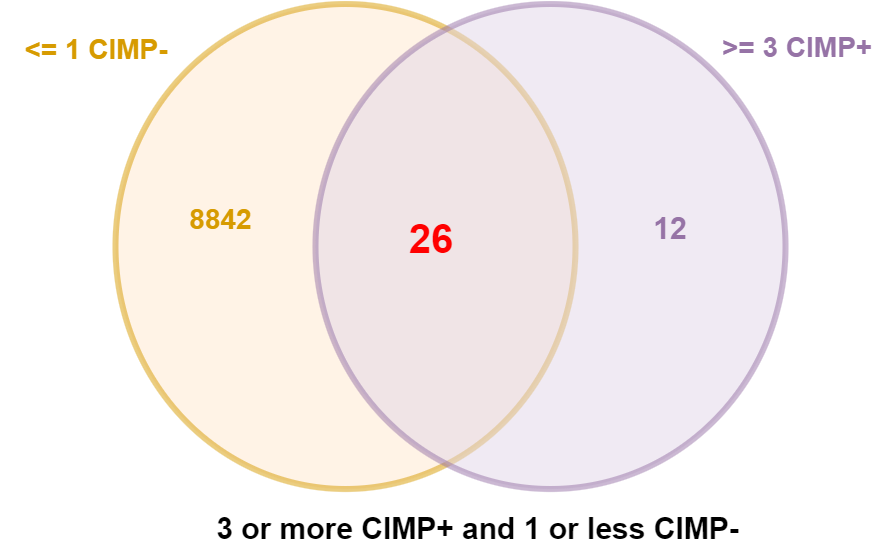 <= 1 CIMP-
>= 3 CIMP+
8842
26
12
3 or more CIMP+ and 1 or less CIMP-